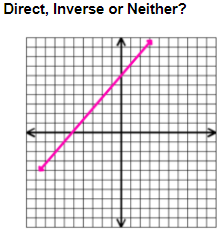 Direct, Inverse or Neither?